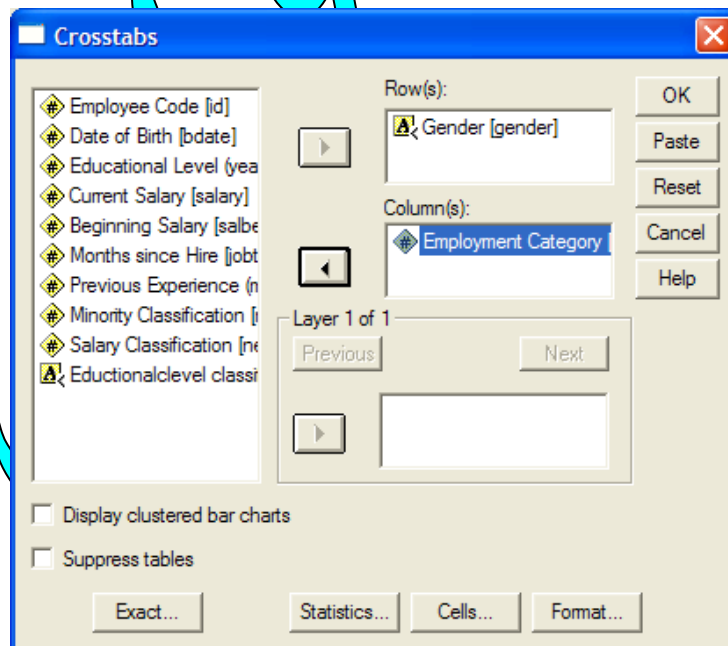 Crosstabs
Employee Code [id]
Date of Birth [bdate]
Educational Level (yea
Current Salary [salary]
Beginning Salary [salbe
Months since Hire [jobt
Previous Experience (m
Minority Classification [
Salary Classification [ne
Eductionalclevel classif
Row(s):
Gender [gender]
Column(s):
Employment Category [
Layer 1 of 1
Previous
Next
OK
Paste
Reset
Cancel
Help
Display clustered bar charts
Suppress tables
Exact...
Statistics...
Cells...
Format...